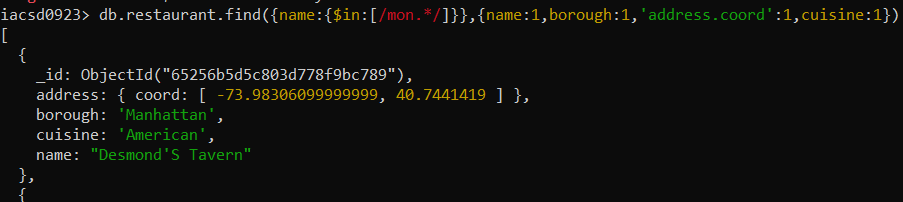 iacsd0923> db.restaurant.find({name:{$in:[/mon.*/]}},{name:1,borough:1,'address.coord':1,cuisine:1})
[
  {
    _id: ObjectId("65256b5d5c803d778f9bc789"),
    address: { coord: [ -73.98306099999999, 40.7441419 ] },
    borough: 'Manhattan',
    cuisine: 'American',
    name: "Desmond'S Tavern"
  },
  {